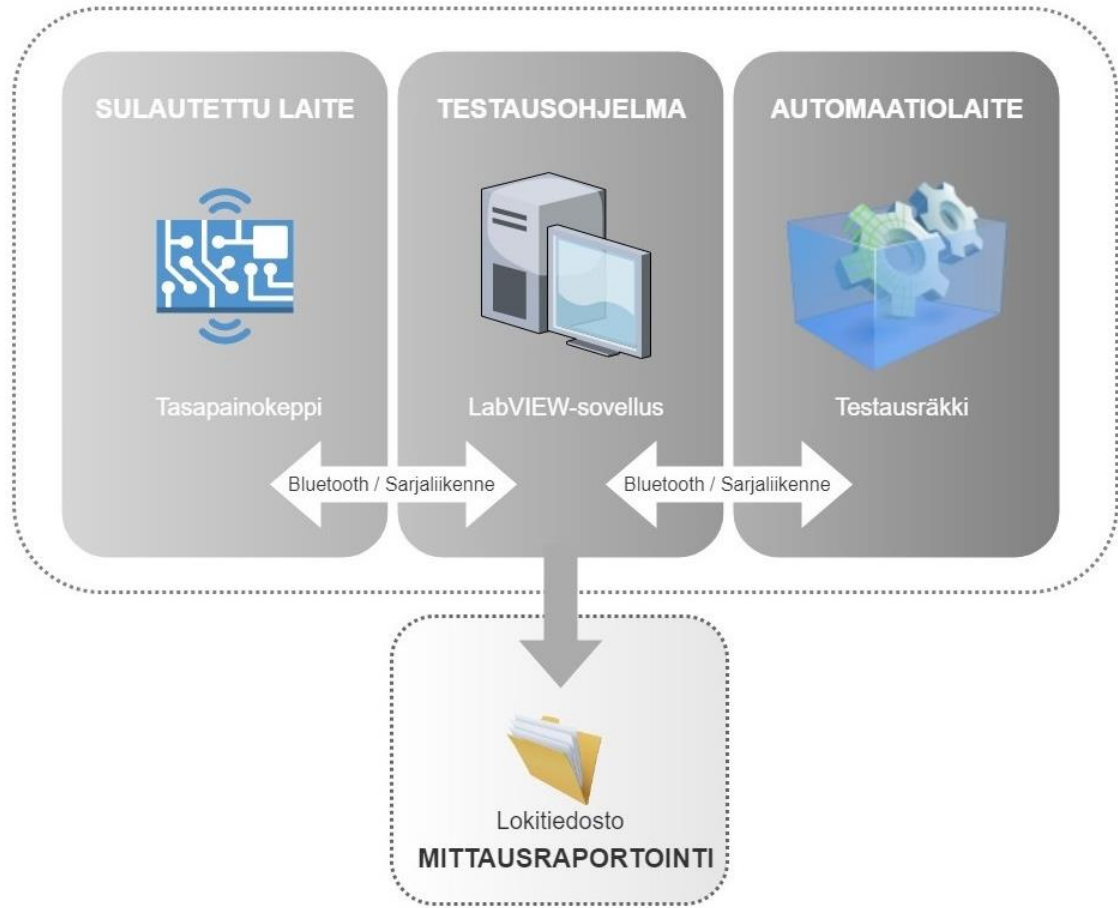 SULAUTETTU LAITE
TESTAUSOHJELMA
AUTOMAATIOLAITE
Tasapainokeppi
LabVIEW-sovellus
Testausräkki
Bluetooth / Sarjaliikenne
Bluetooth / Sarjaliikenne
Lokitiedosto
MITTAUSRAPORTOINTI